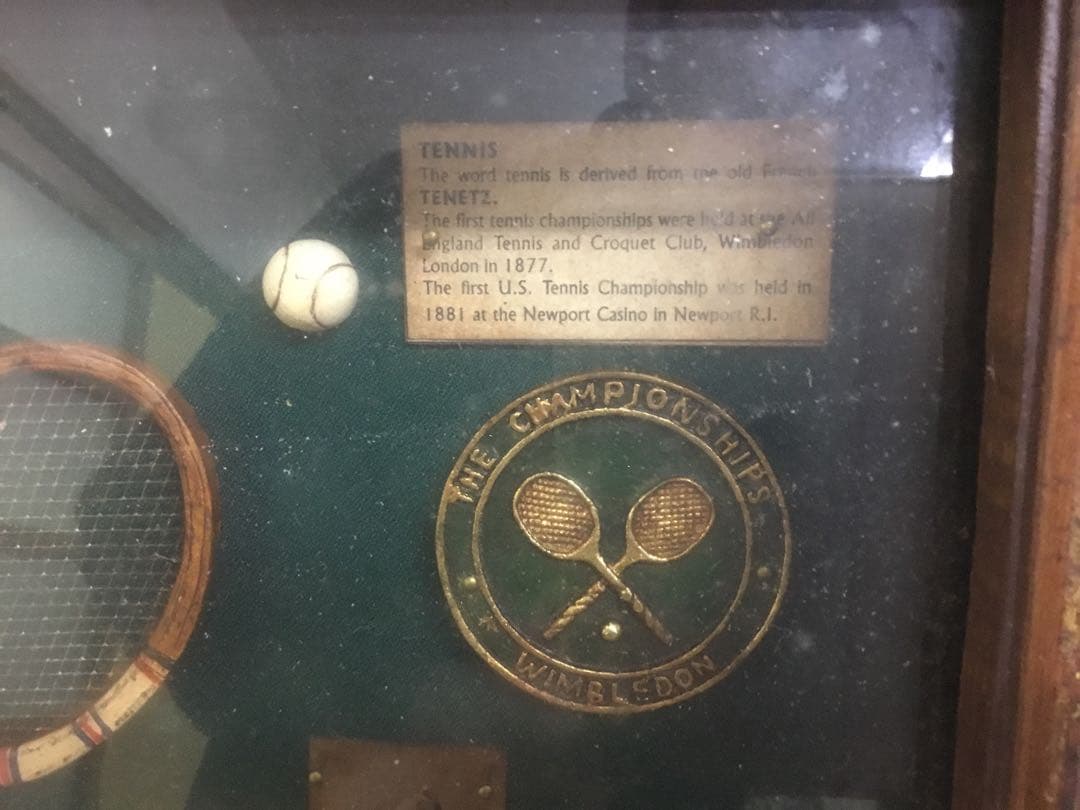 TENNIS
The word tennis is derived from the old French
TENETZ.
The first tennis championships were held at the All
England Tennis and Croquet Club, Wimbledon
London in 1877.
The first U.S. Tennis Championship was held in
1881 at the Newport Casino in Newport R.I.
THE CHAMPIONSHIPS
WIMBLEDON